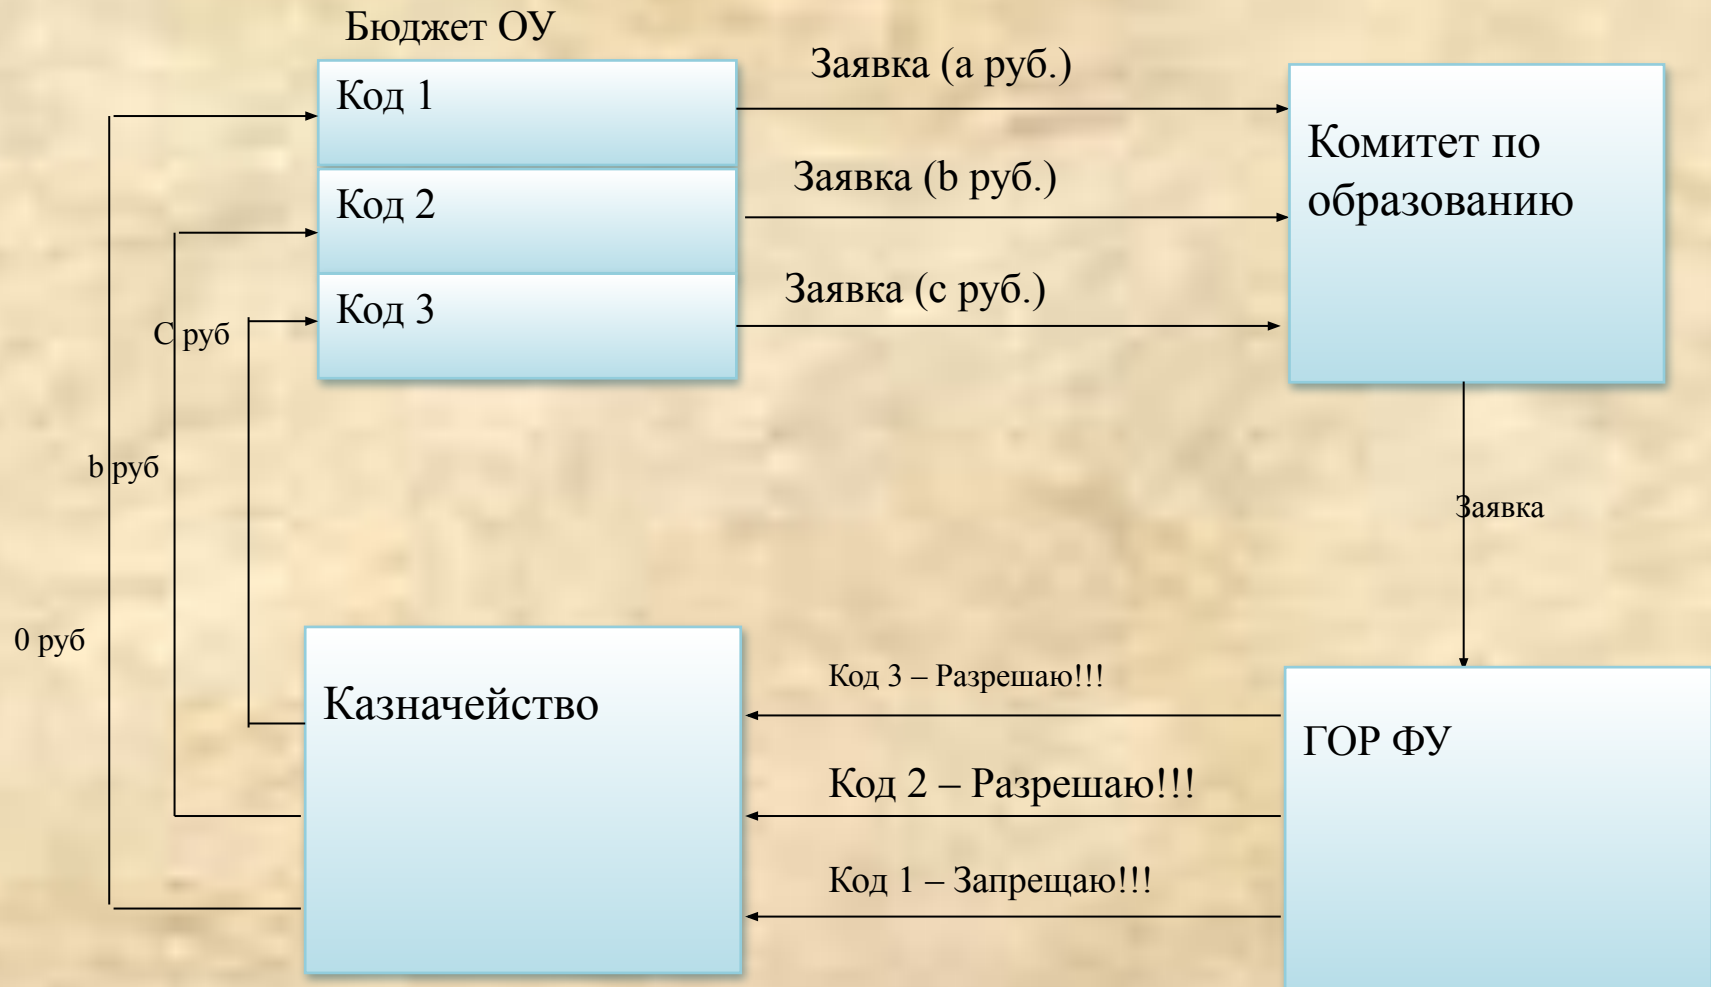 Бюджет ОУ
Код 1
Код 2
Код 3
Заявка (a руб.)
Заявка (b руб.)
Заявка (c руб.)
Комитет по
образованию
С руб
b руб
0 руб
Заявка
Казначейство
Код 3 – Разрешаю!!!
Код 2 – Разрешаю!!!
Код 1 – Запрещаю!!!
ГОР ФУ